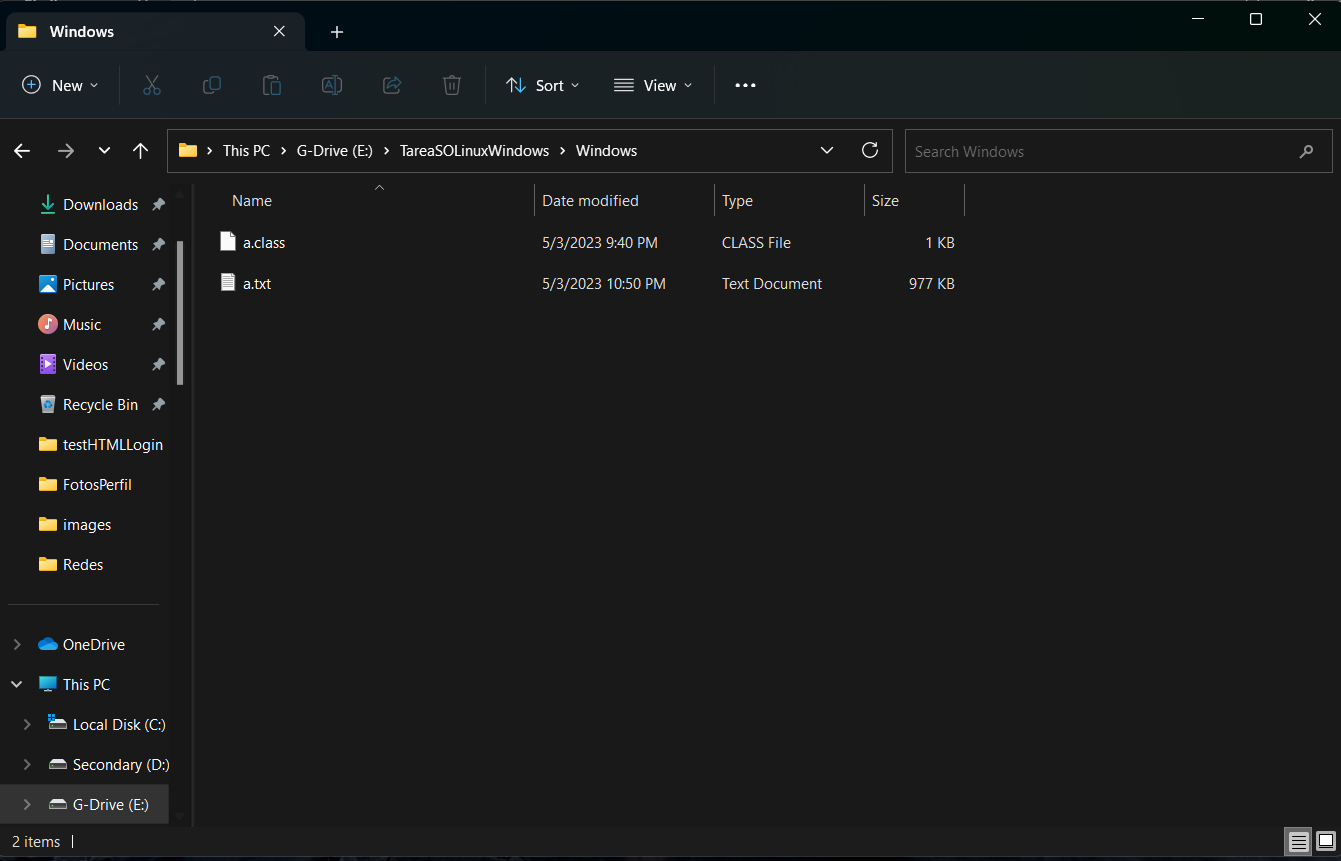 Windows
New
Sort
View
This PC > G-Drive (E:) > TareaSOLinuxWindows > Windows
Search Windows
Downloads
Documents
Pictures
Music
Videos
Recycle Bin
testHTMLLogin
FotosPerfil
images
Redes
OneDrive
This PC
Local Disk (C:)
Secondary (D:)
G-Drive (E:)
Name Date modified Type Size
a.class 5/3/2023 9:40 PM CLASS File 1 KB
a.txt 5/3/2023 10:50 PM Text Document 977 KB
2 items